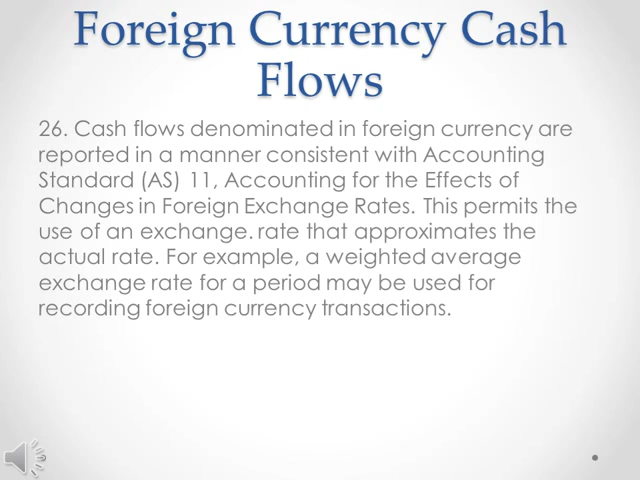 Foreign Currency Cash
Flows
26. Cash flows denominated in foreign currency are
reported in a manner consistent with Accounting
Standard (AS) 11, Accounting for the Effects of
Changes in Foreign Exchange Rates. This permits the
use of an exchange. rate that approximates the
actual rate. For example, a weighted average
exchange rate for a period may be used for
recording foreign currency transactions.